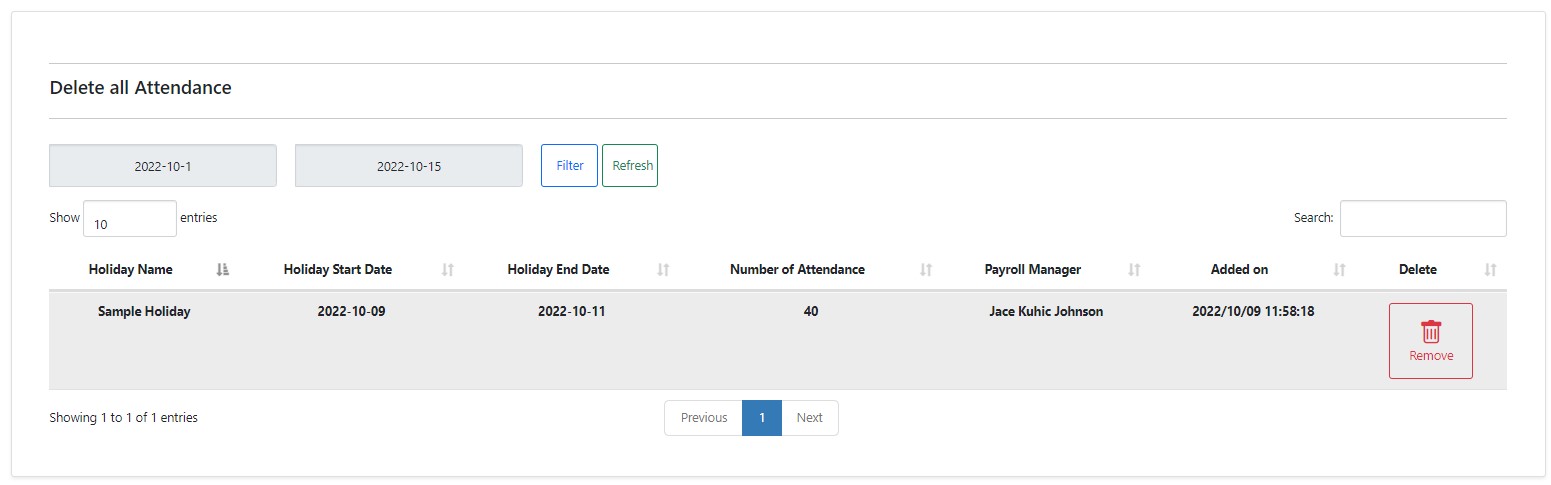 Delete all Attendance
2022-10-1 2022-10-15 Filter Refresh
Show 10 entries Search:
Holiday Name Holiday Start Date Holiday End Date Number of Attendance Payroll Manager Added on Delete
Sample Holiday 2022-10-09 2022-10-11 40 Jace Kuhic Johnson 2022/10/09 11:58:18
Remove
Showing 1 to 1 of 1 entries Previous 1 Next